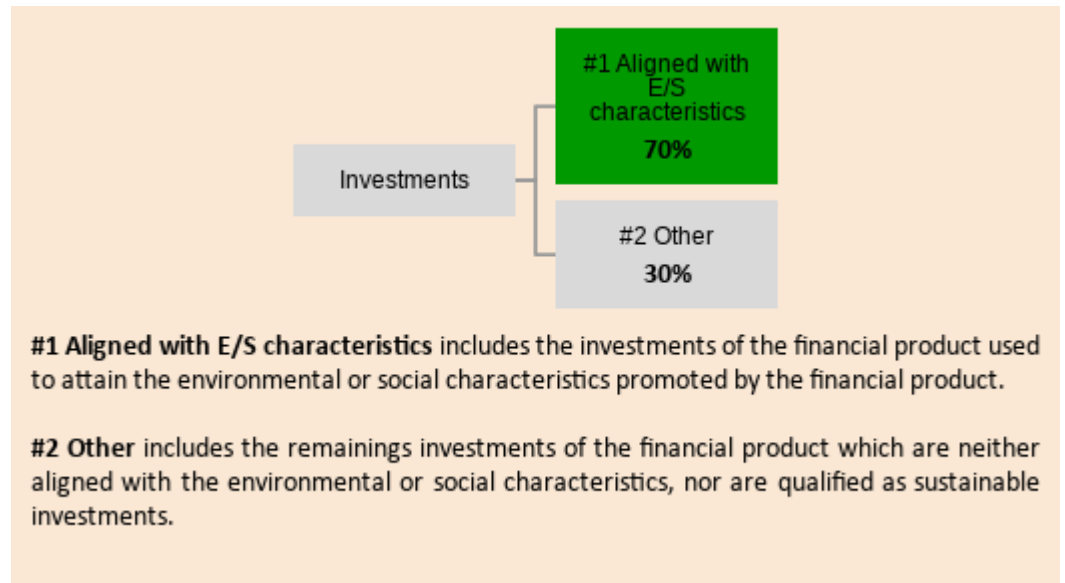 #1 Aligned with
E/S
characteristics
70%
Investments
#2 Other
30%
#1 Aligned with E/S characteristics includes the investments of the financial product used
to attain the environmental or social characteristics promoted by the financial product.
#2 Other includes the remainings investments of the financial product which are neither
aligned with the environmental or social characteristics, nor are qualified as sustainable
investments.